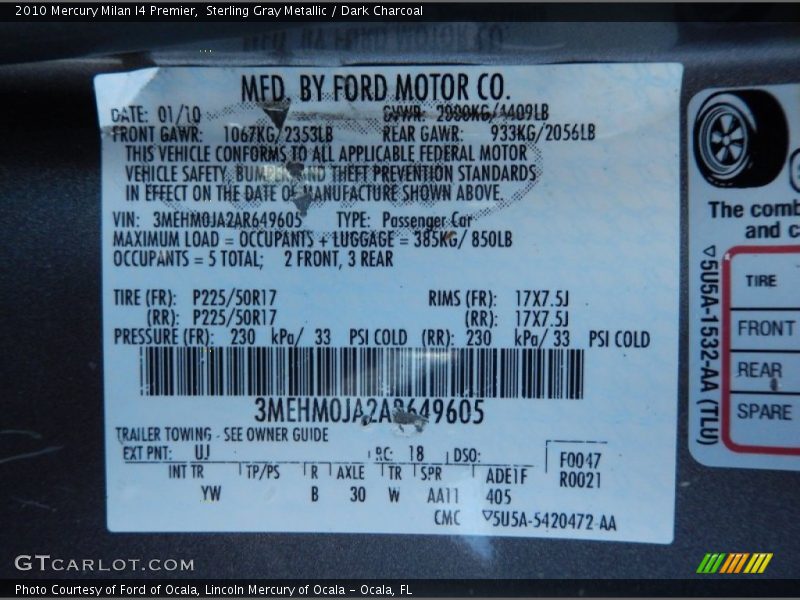 2010 Mercury Milan I4 Premier,  Sterling Gray Metallic / Dark Charcoal
MFD. BY FORD MOTOR CO.
DATE: 01/10 GVWR: 2000KG/4409LB
FRONT GAWR: 1067KG/2353LB REAR GAWR: 933KG/2056LB
THIS VEHICLE CONFORMS TO ALL APPLICABLE FEDERAL MOTOR
VEHICLE SAFETY, BUMPER AND THEFT PREVENTION STANDARDS
IN EFFECT ON THE DATE OF MANUFACTURE SHOWN ABOVE.
VIN: 3MEHM0JA2AR649605 TYPE: Passenger Car
MAXIMUM LOAD = OCCUPANTS + LUGGAGE = 385KG/ 850LB
OCCUPANTS = 5 TOTAL; 2 FRONT, 3 REAR
TIRE (FR): P225/50R17 RIMS (FR): 17X7.5J
(RR): P225/50R17 (RR): 17X7.5J
PRESSURE (FR): 230 kPa/ 33 PSI COLD (RR): 230 kPa/ 33 PSI COLD
3MEHM0JA2AR649605
TRAILER TOWING - SEE OWNER GUIDE
EXT PNT: UJ RC: 18 DSO: F0047
R0021
INT TR TP/PS R AXLE TR SPR ADE1F
YW B 30 W AA11 405
CMC ▽5U5A-5420472-AA
The comb
and c
▽5U5A-1532-AA (TL0)
TIRE
FRONT
REAR
SPARE
GTCARLOT.COM
Photo Courtesy of Ford of Ocala, Lincoln Mercury of Ocala – Ocala, FL